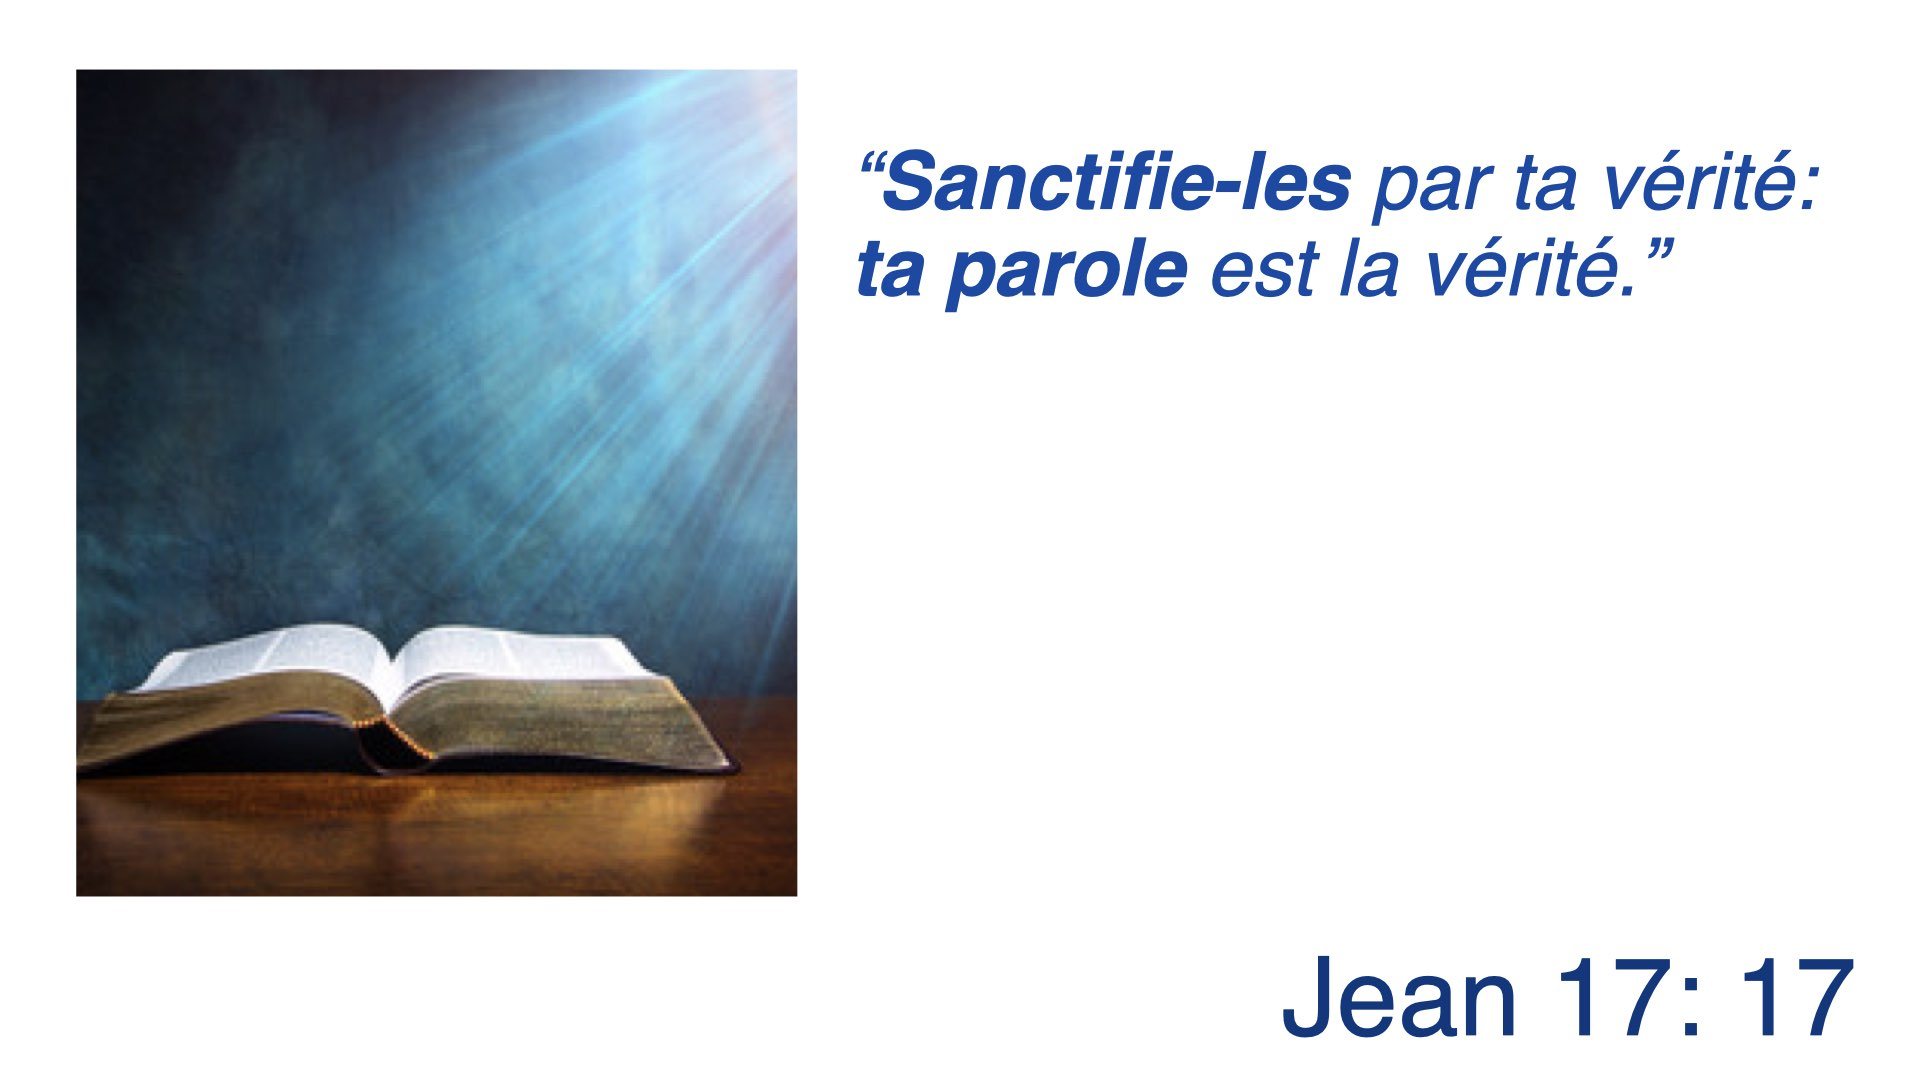 “Sanctifie-les par ta vérité:
ta parole est la vérité.”
Jean 17: 17